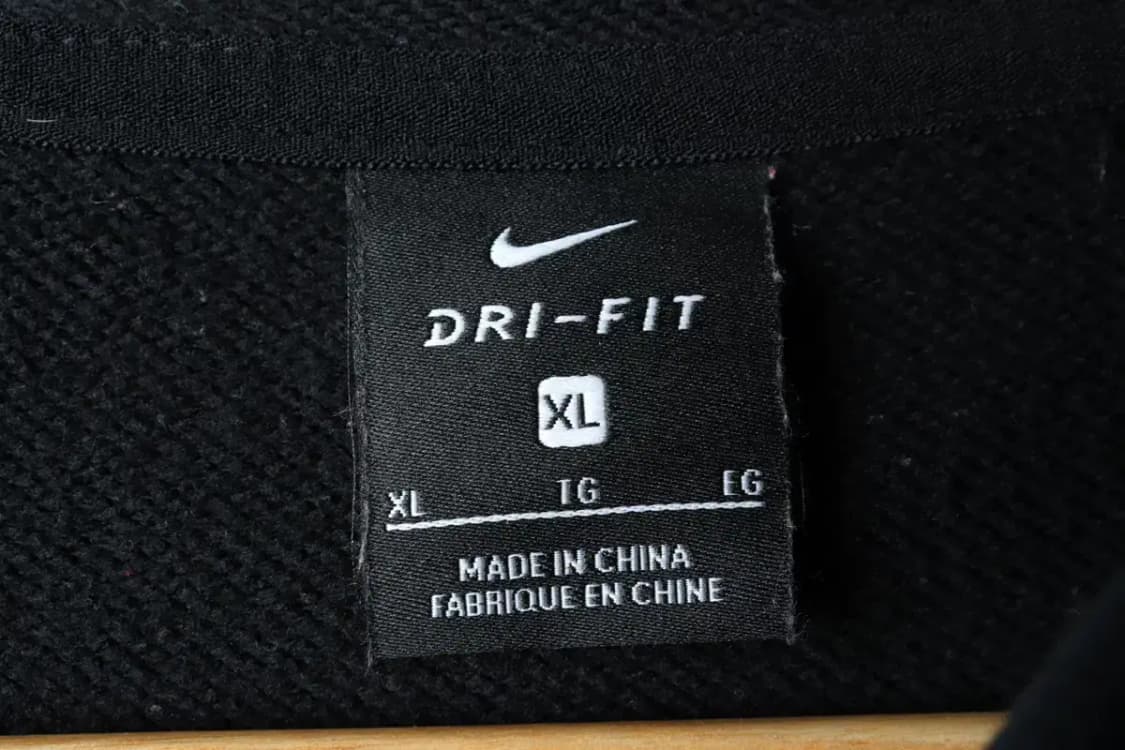 DRI-FIT
XL
XL TG EG
MADE IN CHINA
FABRIQUE EN CHINE